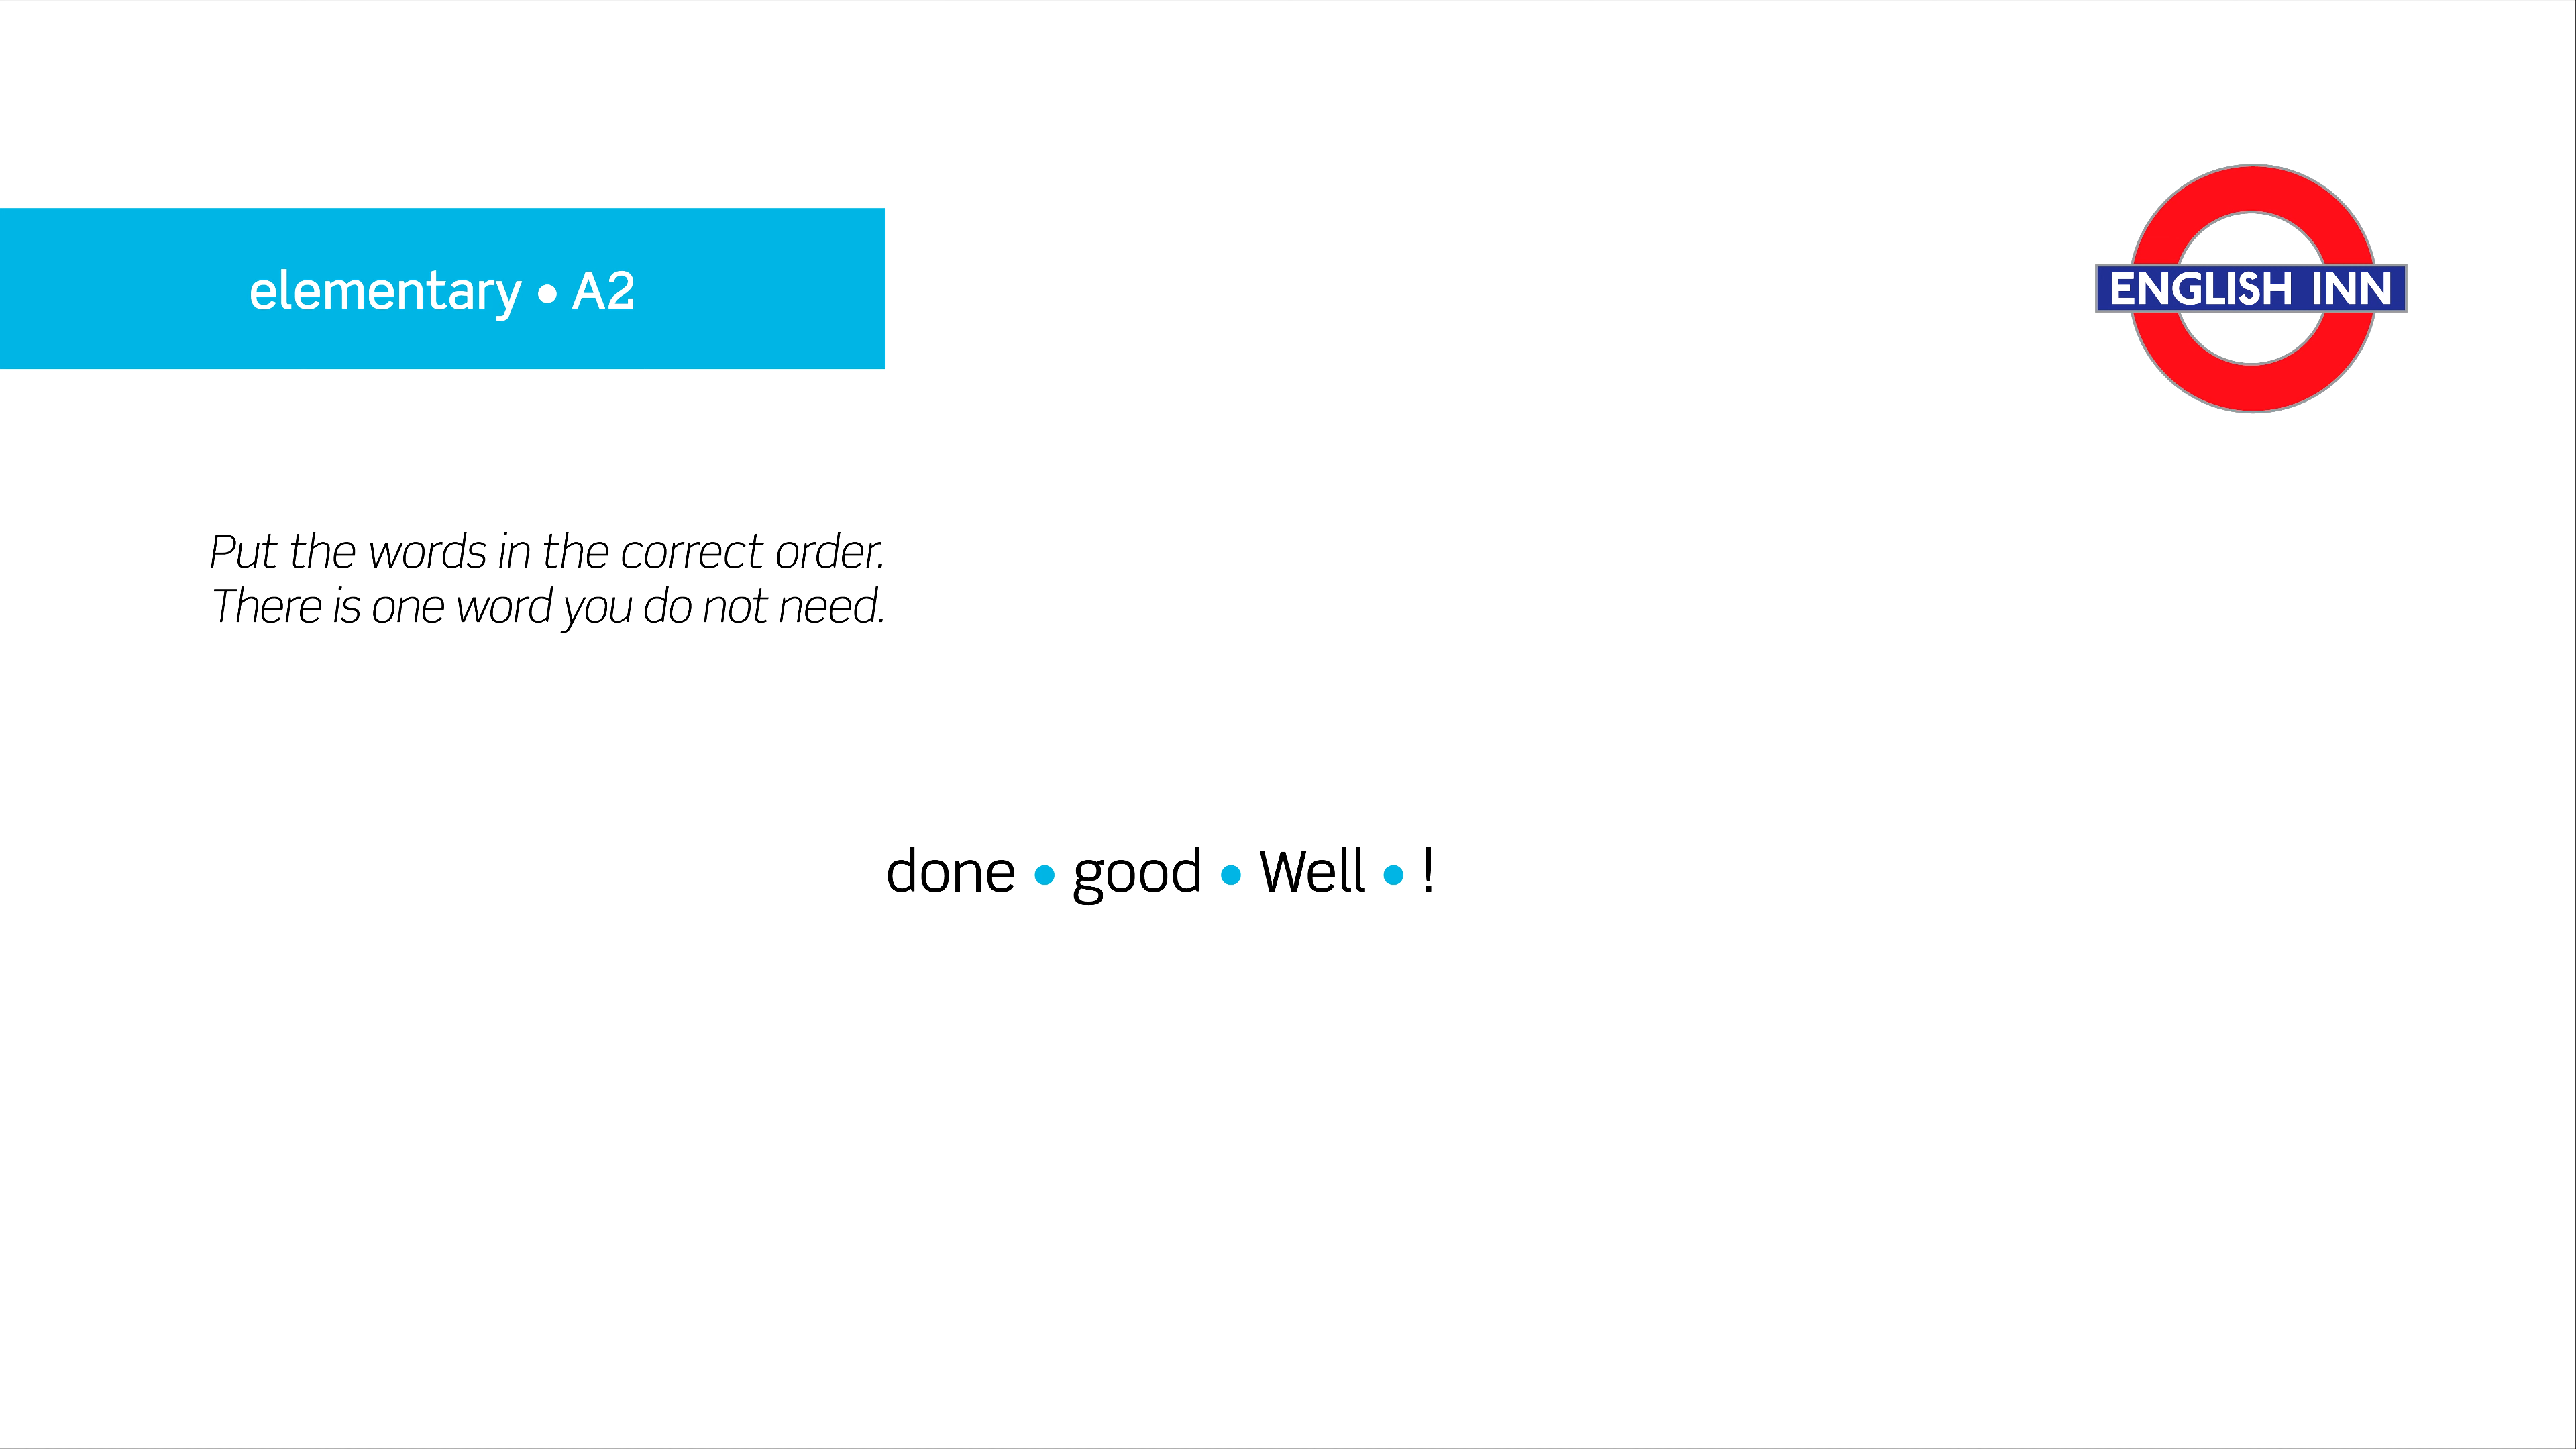 elementary • A2
ENGLISH INN
Put the words in the correct order.
There is one word you do not need.
done • good • Well • !